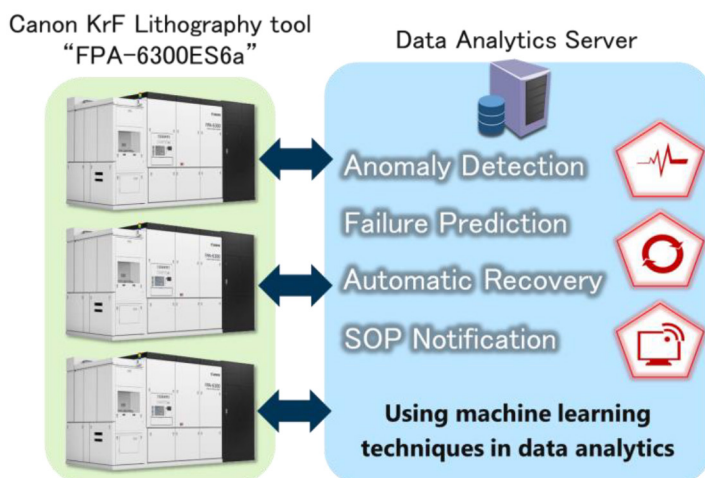 Canon KrF Lithography tool
“FPA-6300ES6a”
Data Analytics Server
Anomaly Detection
Failure Prediction
Automatic Recovery
SOP Notification
Using machine learning
techniques in data analytics